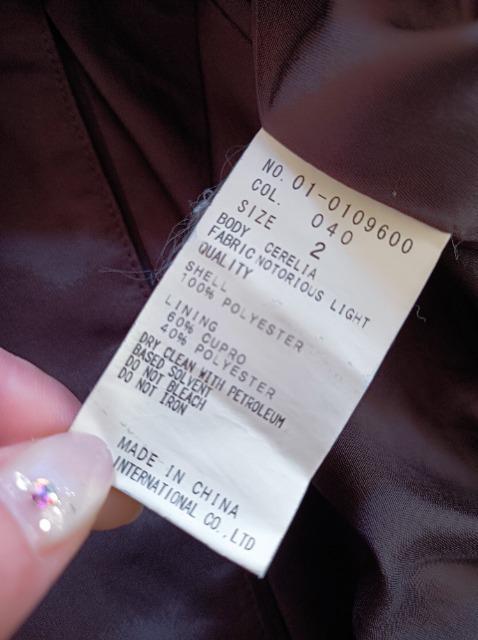 NO. 01-0109600
COL. 040
SIZE 2
BODY CERELIA
FABRIC NOTORIOUS LIGHT
QUALITY
SHELL
100% POLYESTER
LINING
60% CUPRO
40% POLYESTER
DRY CLEAN WITH PETROLEUM
BASED SOLVENT
DO NOT BLEACH
DO NOT IRON
MADE IN CHINA
INTERNATIONAL CO.,LTD